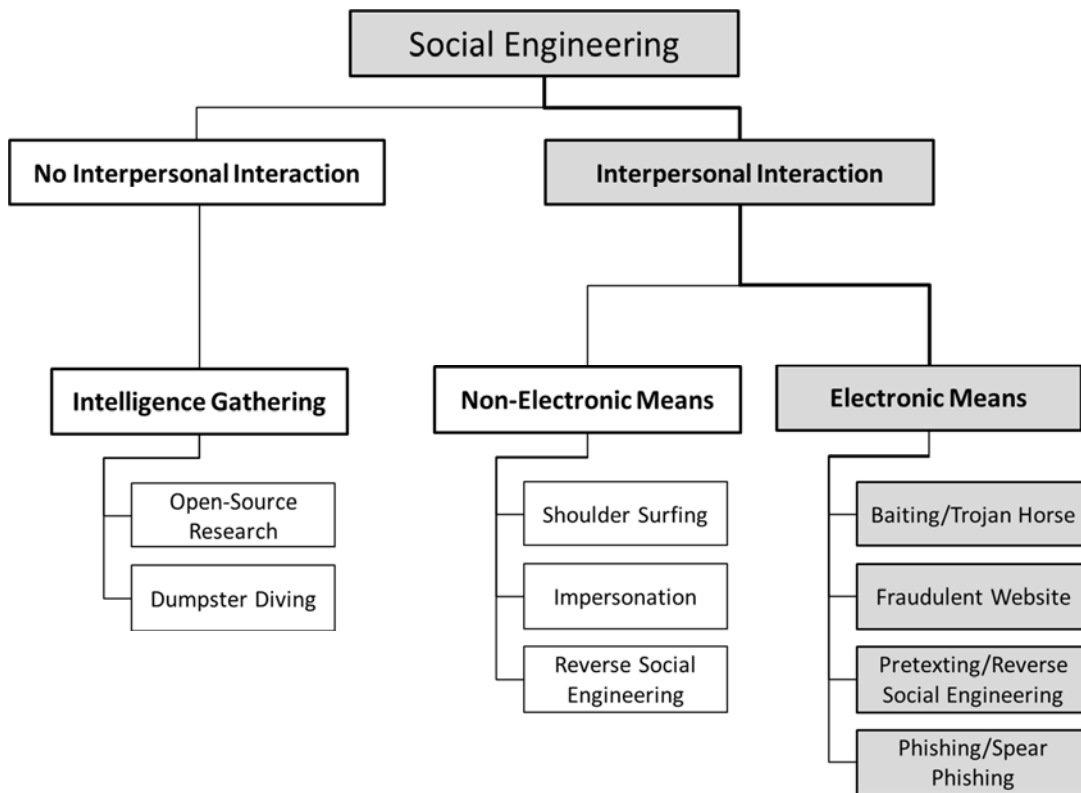 Social Engineering
No Interpersonal Interaction
Interpersonal Interaction
Intelligence Gathering
Open-Source
Research
Dumpster Diving
Non-Electronic Means
Shoulder Surfing
Impersonation
Reverse Social
Engineering
Electronic Means
Baiting/Trojan Horse
Fraudulent Website
Pretexting/Reverse
Social Engineering
Phishing/Spear
Phishing